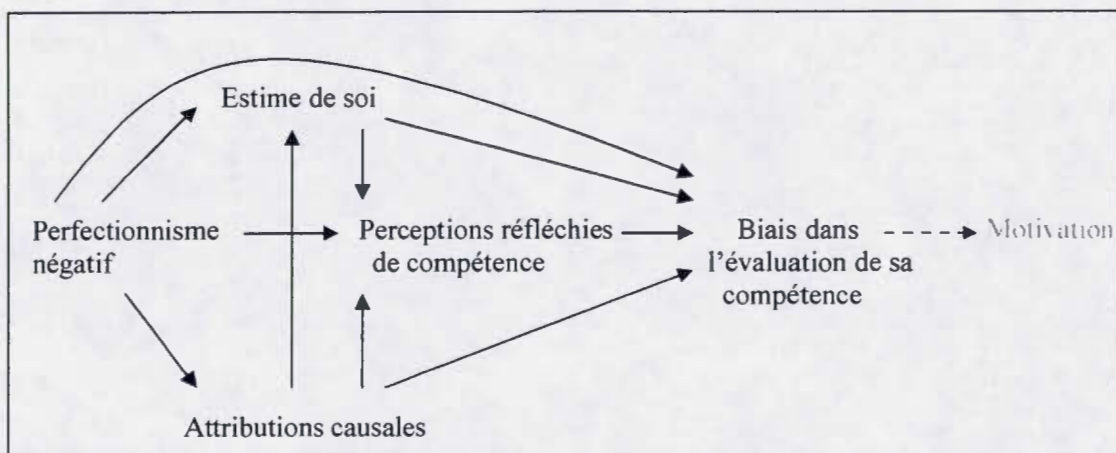 Estime de soi
Perfectionnisme
négatif
Perceptions réfléchies
de compétence
Biais dans
l'évaluation de sa
compétence
Motivation
Attributions causales